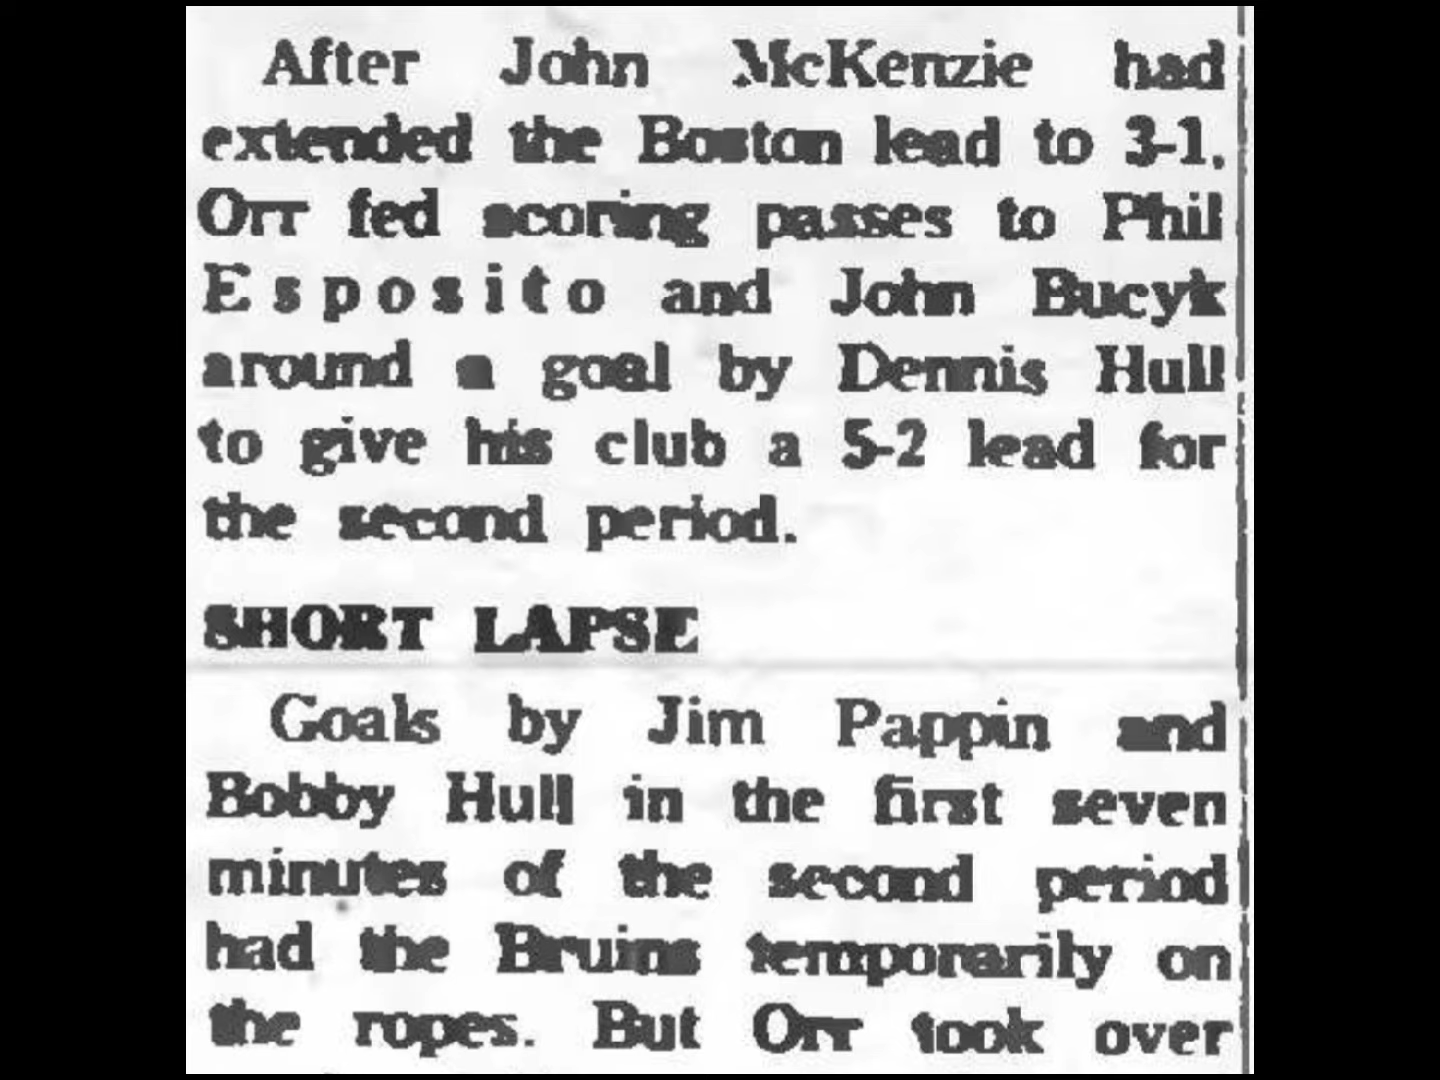 After John McKenzie had
extended the Boston lead to 3-1,
Orr fed scoring passes to Phil
Esposito and John Bucyk
around a goal by Dennis Hull
to give his club a 5-2 lead for
the second period.
SHORT LAPSE
Goals by Jim Pappin and
Bobby Hull in the first seven
minutes of the second period
had the Bruins temporarily on
the ropes. But Orr took over